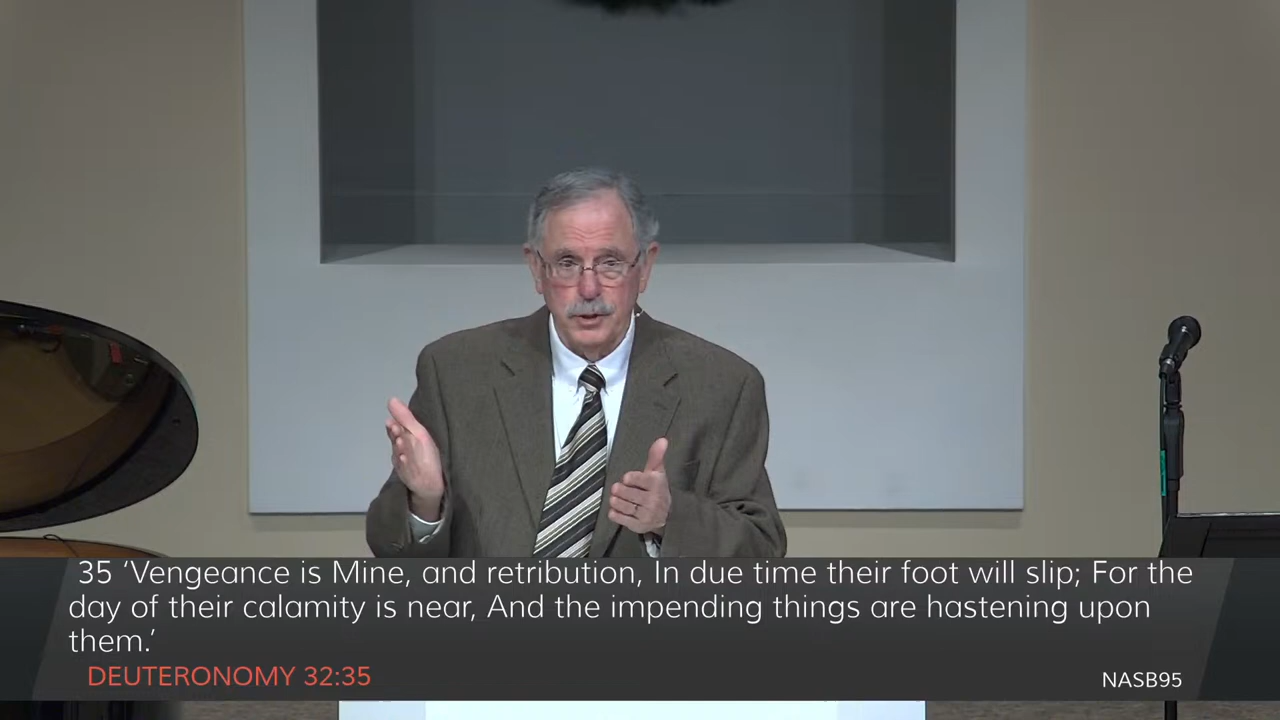 35 ‘Vengeance is Mine, and retribution, In due time their foot will slip; For the
day of their calamity is near, And the impending things are hastening upon
them.’
DEUTERONOMY 32:35
NASB95